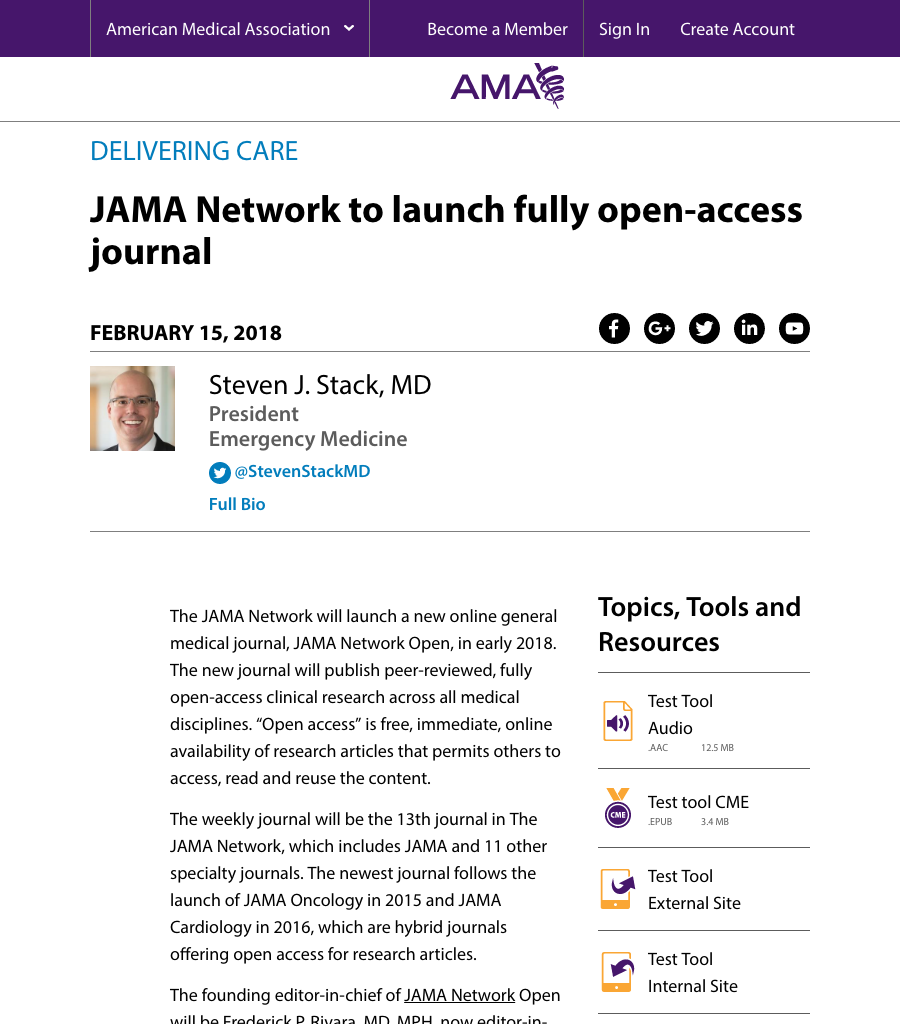 American Medical Association
Become a Member
Sign In
Create Account
AMA
DELIVERING CARE
JAMA Network to launch fully open-access
journal
FEBRUARY 15, 2018
Steven J. Stack, MD
President
Emergency Medicine
@StevenStackMD
Full Bio
The JAMA Network will launch a new online general
medical journal, JAMA Network Open, in early 2018.
The new journal will publish peer-reviewed, fully
open-access clinical research across all medical
disciplines. “Open access” is free, immediate, online
availability of research articles that permits others to
access, read and reuse the content.
The weekly journal will be the 13th journal in The
JAMA Network, which includes JAMA and 11 other
specialty journals. The newest journal follows the
launch of JAMA Oncology in 2015 and JAMA
Cardiology in 2016, which are hybrid journals
offering open access for research articles.
The founding editor-in-chief of JAMA Network Open
will be Frederick P. Rivara, MD, MPH, now editor-in-
Topics, Tools and
Resources
Test Tool
Audio
.AAC 12.5 MB
CME
Test tool CME
.EPUB 3.4 MB
Test Tool
External Site
Test Tool
Internal Site